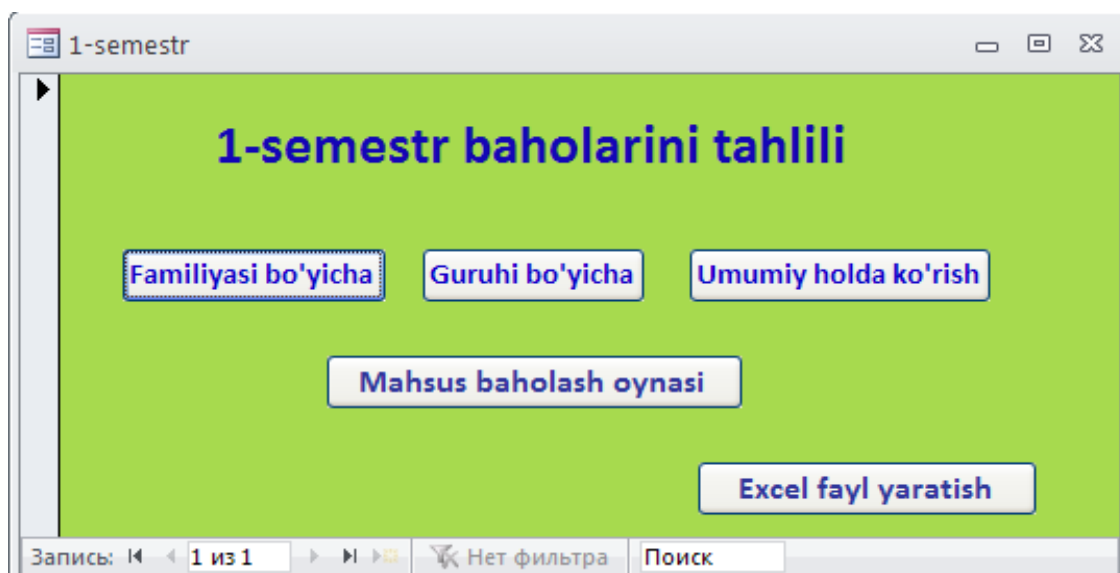 1-semestr
1-semestr baholarini tahlili
Familiyasi bo'yicha Guruhi bo'yicha Umumiy holda ko'rish
Mahsus baholash oynasi
Excel fayl yaratish
Запись: 1 из 1 Нет фильтра Поиск